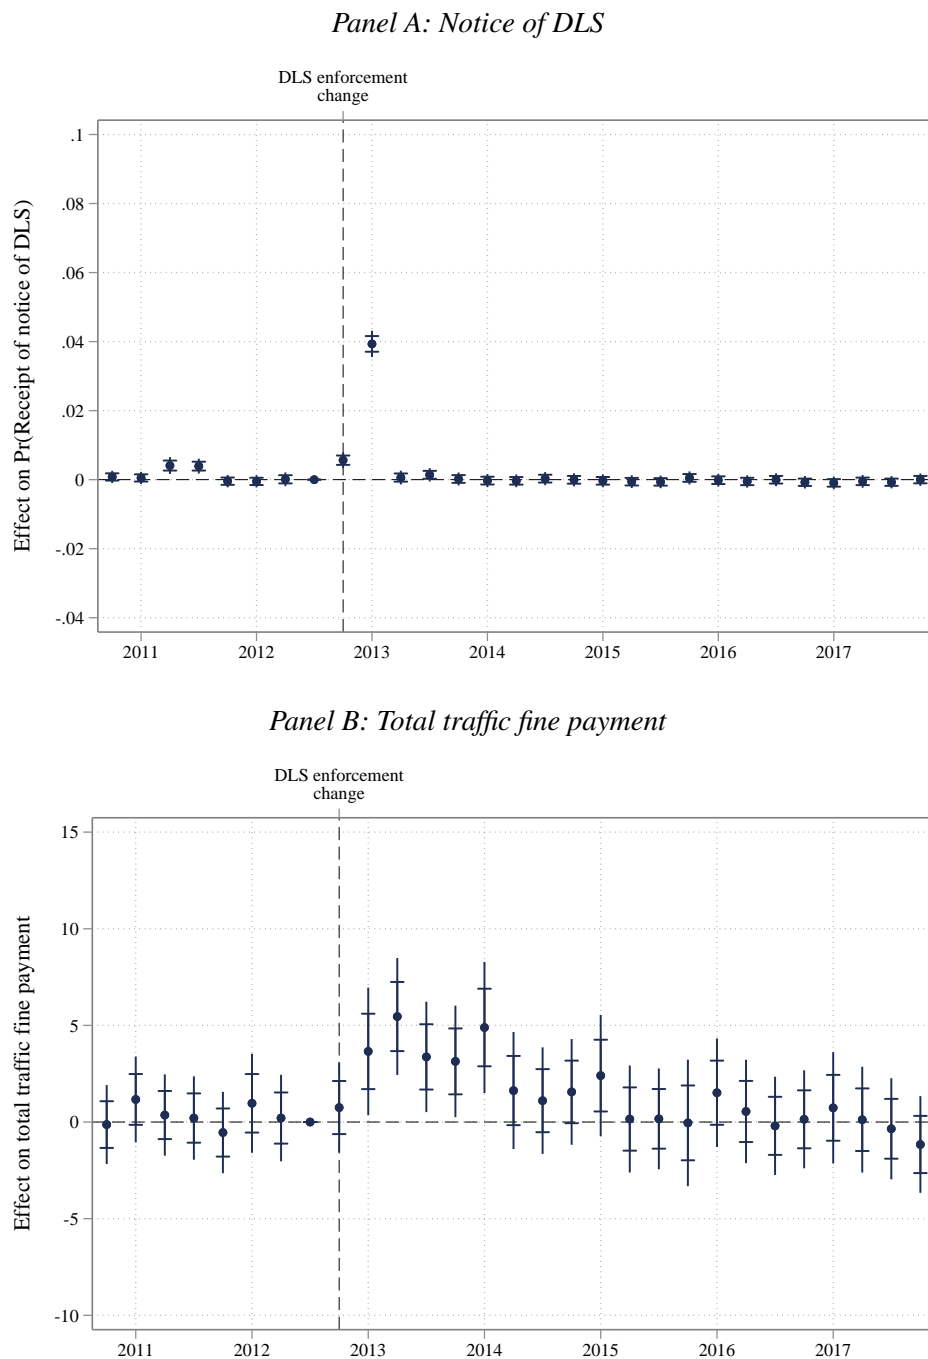 Panel A: Notice of DLS
DLS enforcement
change
Effect on Pr(Receipt of notice of DLS)
.1
.08
.06
.04
.02
0
-.02
-.04
2011 2012 2013 2014 2015 2016 2017
Panel B: Total traffic fine payment
DLS enforcement
change
Effect on total traffic fine payment
15
10
5
0
-5
-10
2011 2012 2013 2014 2015 2016 2017